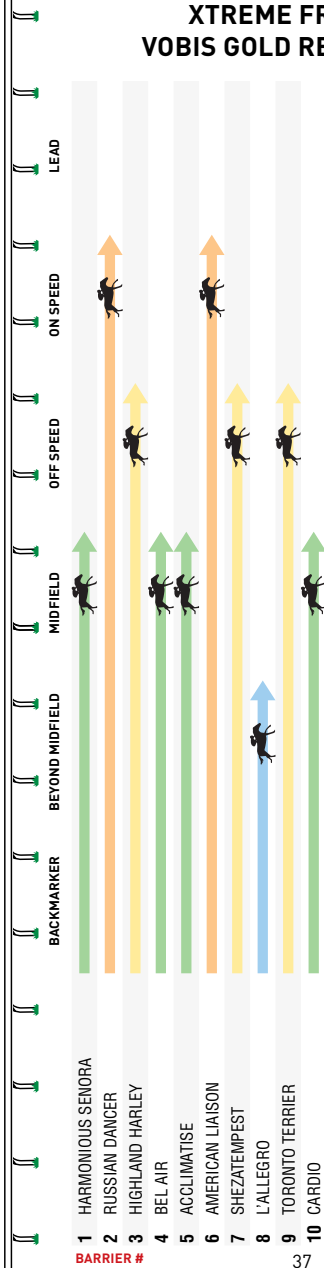 XTREME FR
VOBIS GOLD RE
LEAD
ON SPEED
OFF SPEED
MIDFIELD
BEYOND MIDFIELD
BACKMARKER
1 HARMONIOUS SENORA
2 RUSSIAN DANCER
3 HIGHLAND HARLEY
4 BEL AIR
5 ACCLIMATISE
6 AMERICAN LIAISON
7 SHEZATEMPEST
8 L'ALLEGRO
9 TORONTO TERRIER
10 CARDIO
BARRIER #
37